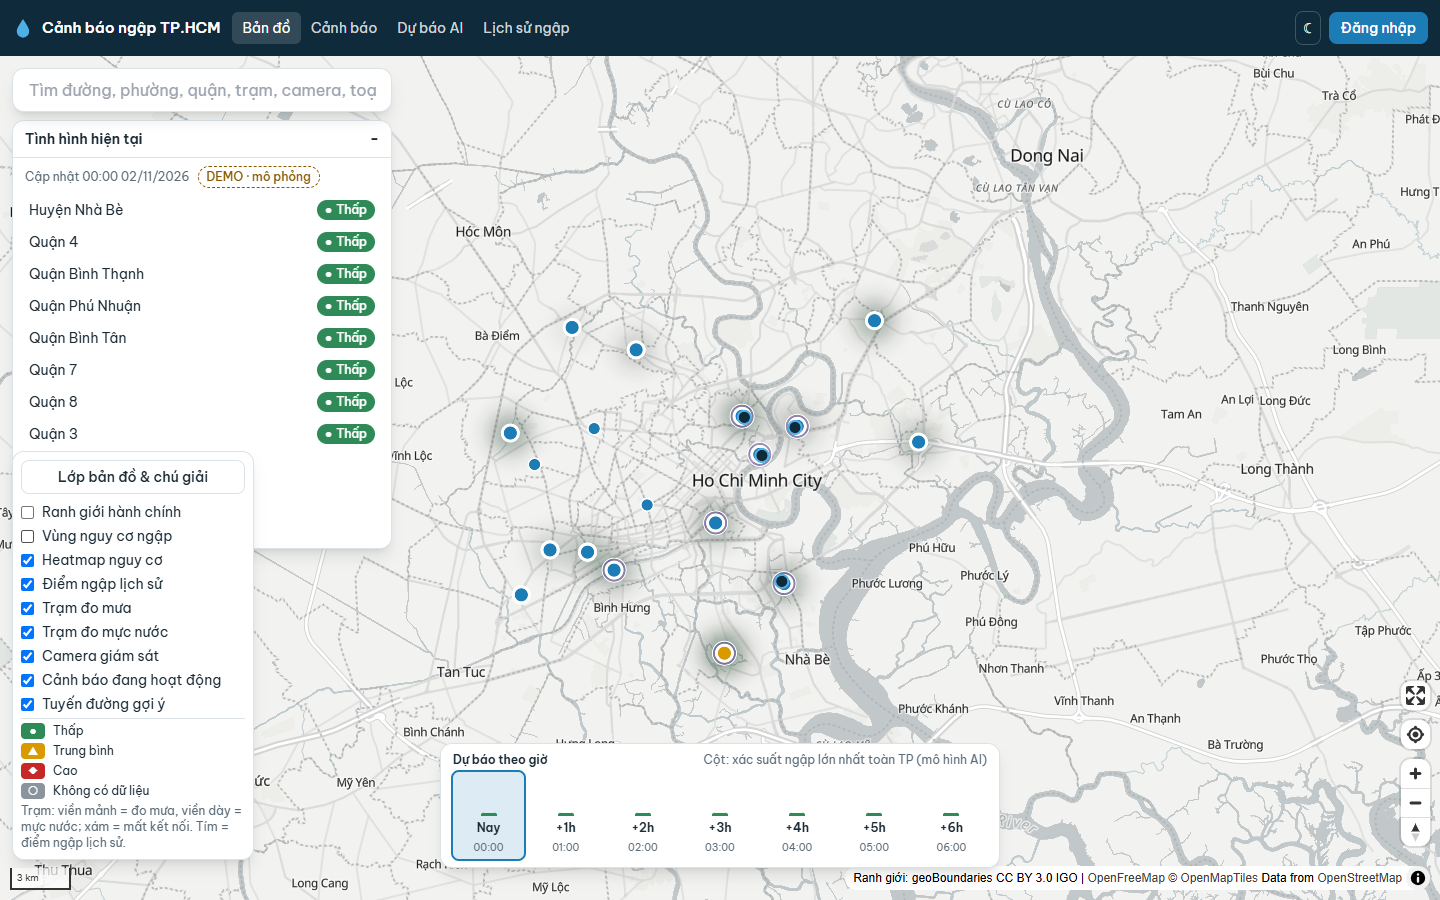 Cảnh báo ngập TP.HCM
Bản đồ
Cảnh báo
Dự báo AI
Lịch sử ngập
Đăng nhập
Tìm đường, phường, quận, trạm, camera, toạ
Tình hình hiện tại
Cập nhật 00:00 02/11/2026
DEMO · mô phỏng
Huyện Nhà Bè
Thấp
Quận 4
Thấp
Quận Bình Thạnh
Thấp
Quận Phú Nhuận
Thấp
Quận Bình Tân
Thấp
Quận 7
Thấp
Quận 8
Thấp
Quận 3
Thấp
Lớp bản đồ & chú giải
Ranh giới hành chính
Vùng nguy cơ ngập
Heatmap nguy cơ
Điểm ngập lịch sử
Trạm đo mưa
Trạm đo mực nước
Camera giám sát
Cảnh báo đang hoạt động
Tuyến đường gợi ý
Thấp
Trung bình
Cao
Không có dữ liệu
Trạm: viền mảnh = đo mưa, viền dày =
mực nước; xám = mất kết nối. Tím =
điểm ngập lịch sử.
Bùi Chu
CÙ LAO CỎ
Trà Cổ
Phát Đ
Dong Nai
CÙ LAO TÂN VẠN
Hưng T
Hóc Môn
An Phú
Thanh Nguyên
Bà Điểm
Long Bình
Lộc
An Lợi
Long Đức
Tam An
Vĩnh Lộc
Long Thành
Ho Chi Minh City
Phú Hữu
Phước Lý
Phước Lương
Bình Hưng
Phú Đông
Tập Phước
Nhà Bè
Phước Thọ
Tan Tuc
Nhơn Thanh
Ấp 3
Vĩnh Thanh
Phước Khánh
An Thạnh
Bình Chánh
Bà Trường
Hưng Long
Mỹ Yên
ức
River
Rạch
Thu Thua
Long Cang
Mỹ Lộc
Dự báo theo giờ
Cột: xác suất ngập lớn nhất toàn TP (mô hình AI)
Nay
00:00
+1h
01:00
+2h
02:00
+3h
03:00
+4h
04:00
+5h
05:00
+6h
06:00
3 km
Ranh giới: geoBoundaries CC BY 3.0 IGO | OpenFreeMap © OpenMapTiles Data from OpenStreetMap